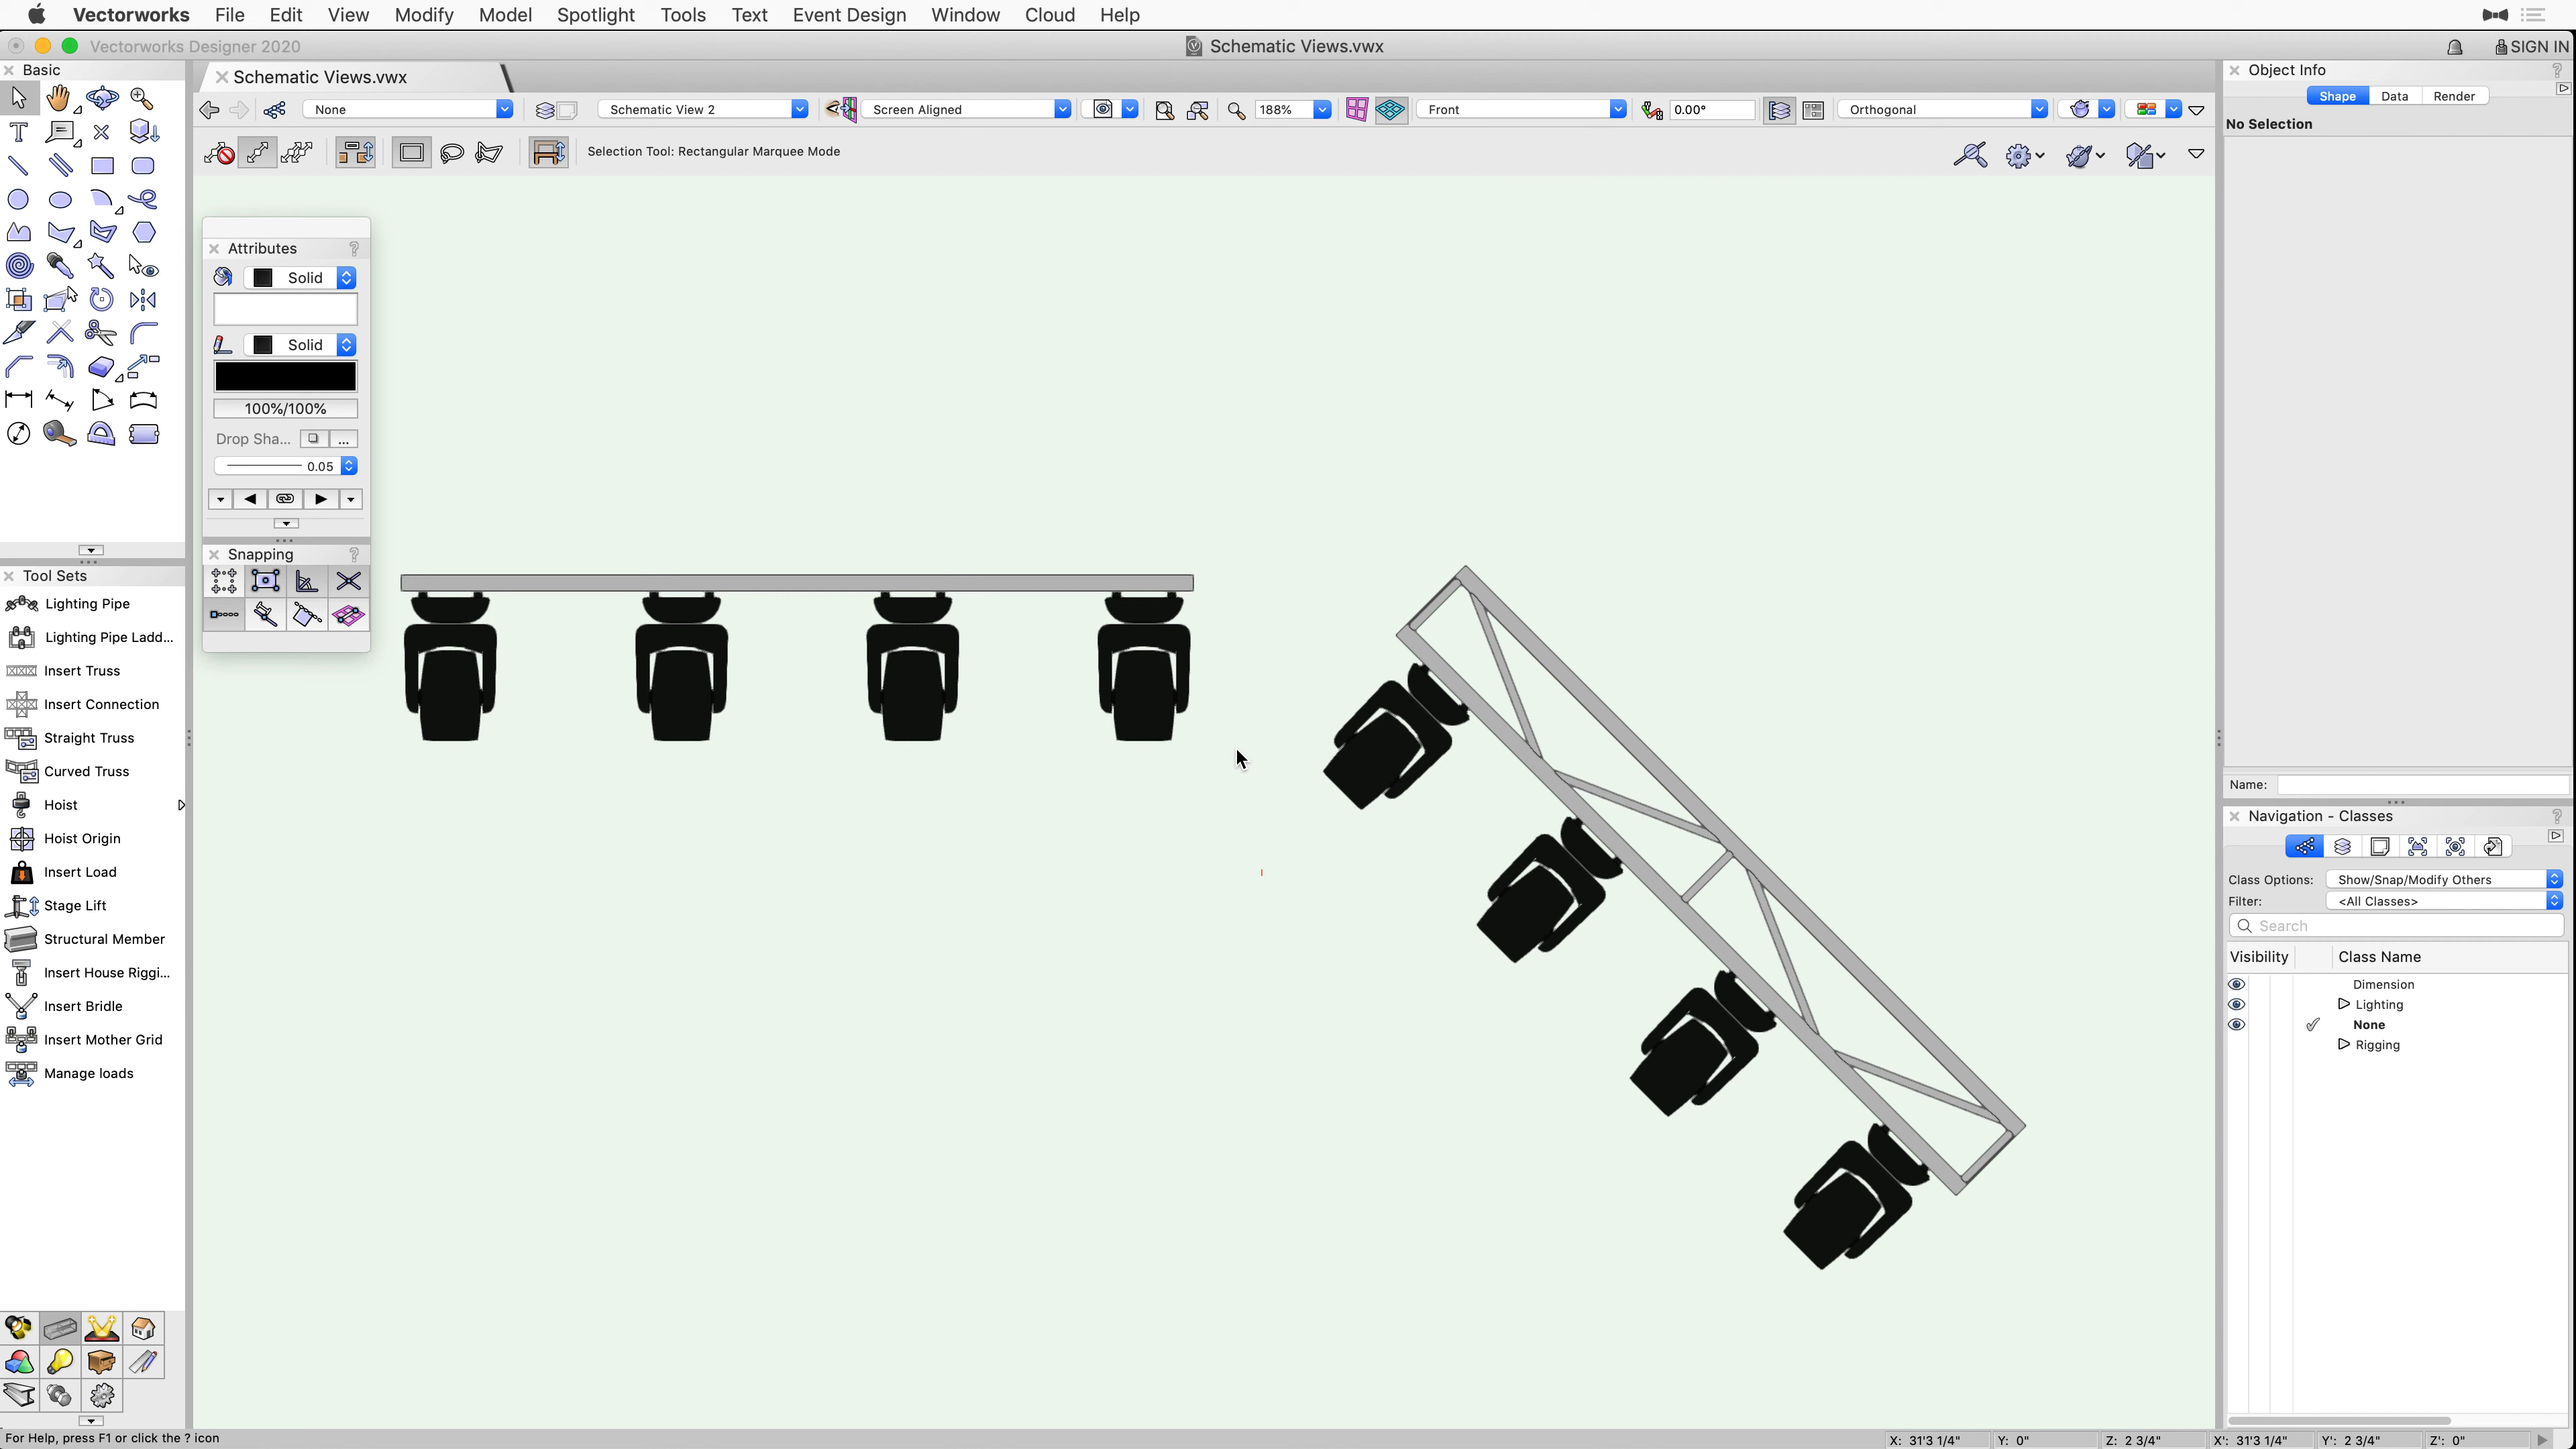 Vectorworks File Edit View Modify Model Spotlight Tools Text Event Design Window Cloud Help
Vectorworks Designer 2020
Schematic Views.vwx
SIGN IN
Basic
Schematic Views.vwx
Object Info ?
None
Schematic View 2
Screen Aligned
188%
Front
0.00°
Orthogonal
Shape Data Render
No Selection
Selection Tool: Rectangular Marquee Mode
Attributes ?
Solid
Solid
100%/100%
Drop Sha... ...
0.05
Snapping ?
Tool Sets
Lighting Pipe
Lighting Pipe Ladd...
Insert Truss
Insert Connection
Straight Truss
Curved Truss
Hoist
Hoist Origin
Insert Load
Stage Lift
Structural Member
Insert House Riggi...
Insert Bridle
Insert Mother Grid
Manage loads
Name:
Navigation - Classes ?
Class Options: Show/Snap/Modify Others
Filter: <All Classes>
Search
Visibility Class Name
Dimension
Lighting
None
Rigging
For Help, press F1 or click the ? icon
X: 31'3 1/4" Y: 0" Z: 2 3/4" X': 31'3 1/4" Y': 2 3/4" Z': 0"